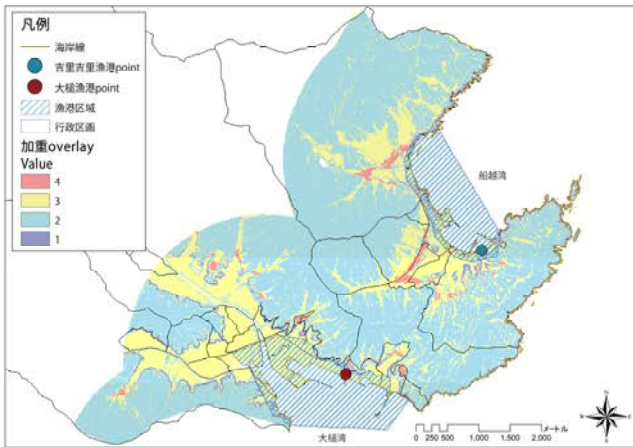 凡例
海岸線
吉里吉里漁港point
大槌漁港point
漁港区域
行政区画
加重overlay
Value
4
3
2
1
船越湾
大槌湾
0 250 500 1,000 1,500 2,000 メートル